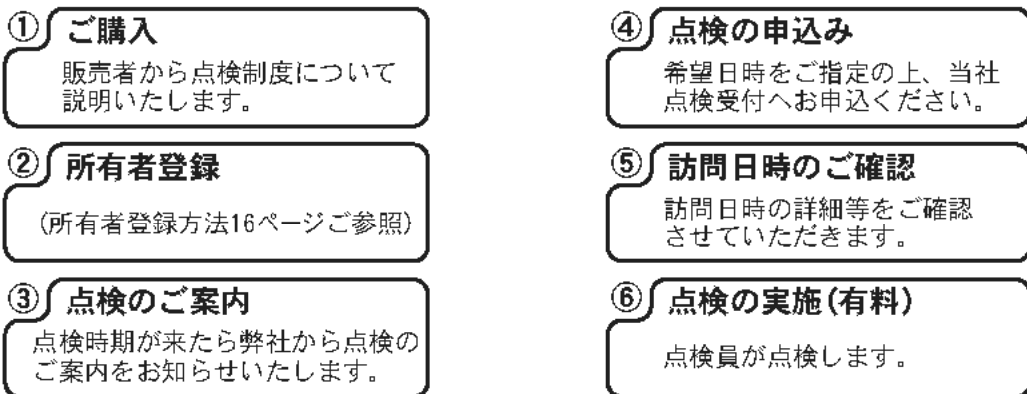 ① ご購入
販売者から点検制度について
説明いたします。
② 所有者登録
(所有者登録方法16ページご参照)
③ 点検のご案内
点検時期が来たら弊社から点検の
ご案内をお知らせいたします。
④ 点検の申込み
希望日時をご指定の上、当社
点検受付へお申込ください。
⑤ 訪問日時のご確認
訪問日時の詳細等をご確認
させていただきます。
⑥ 点検の実施(有料)
点検員が点検します。